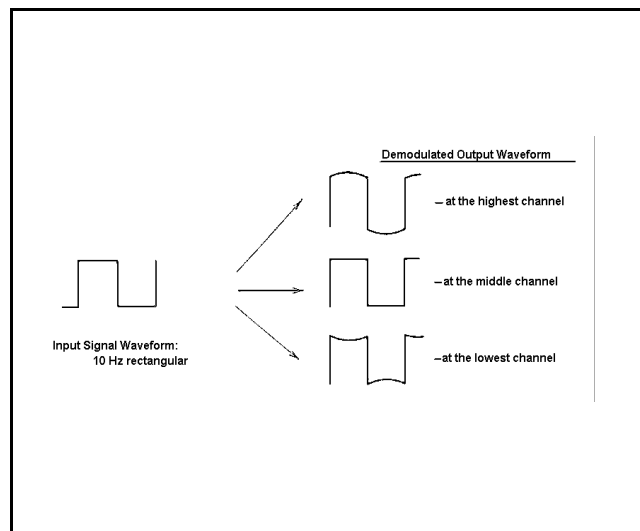 Demodulated Output Waveform
– at the highest channel
– at the middle channel
Input Signal Waveform:
10 Hz rectangular
– at the lowest channel